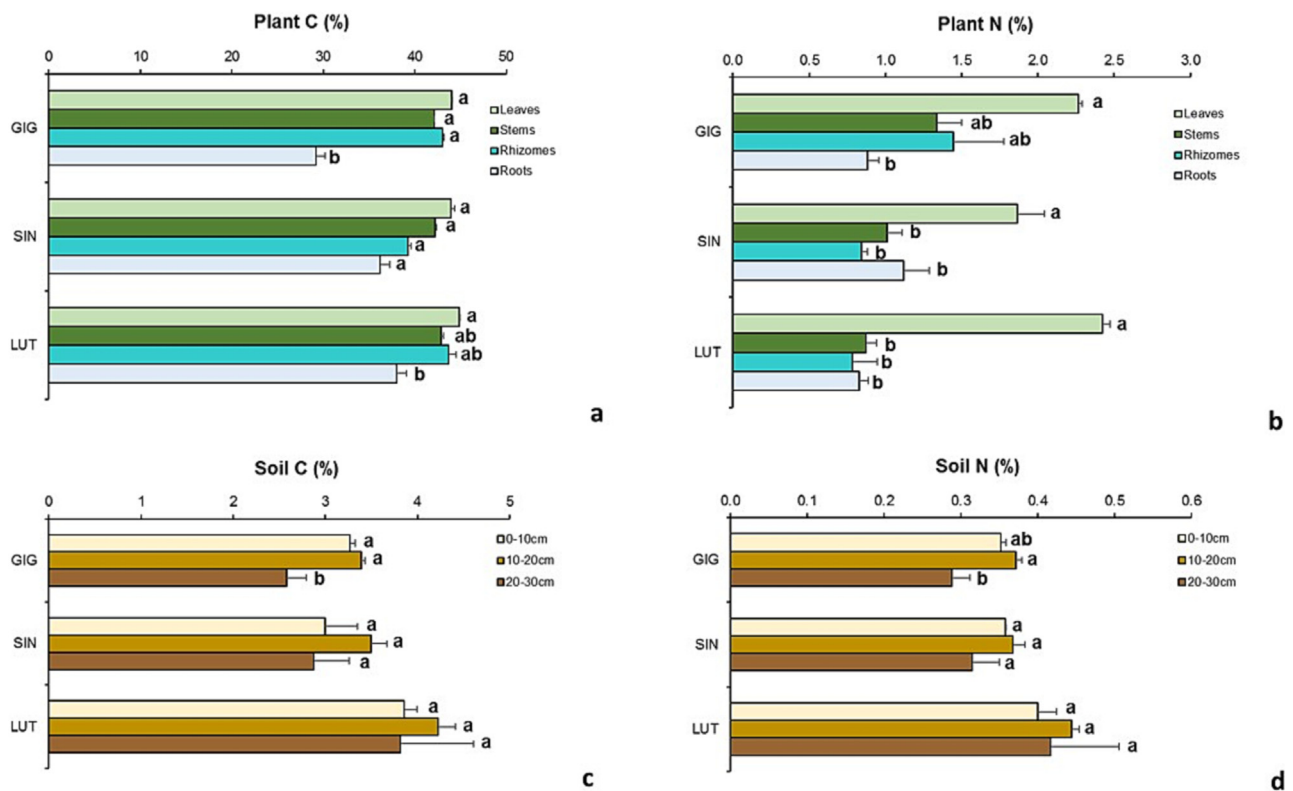 Plant C (%)
0 10 20 30 40 50
GIG
a
a
a
b
Leaves
Stems
Rhizomes
Roots
SIN
a
a
a
a
LUT
a
ab
ab
b
a
Plant N (%)
0.0 0.5 1.0 1.5 2.0 2.5 3.0
GIG
a
ab
ab
b
Leaves
Stems
Rhizomes
Roots
SIN
a
b
b
b
LUT
a
b
b
b
b
Soil C (%)
0 1 2 3 4 5
GIG
a
a
b
0-10cm
10-20cm
20-30cm
SIN
a
a
a
LUT
a
a
a
c
Soil N (%)
0.0 0.1 0.2 0.3 0.4 0.5 0.6
GIG
ab
a
b
0-10cm
10-20cm
20-30cm
SIN
a
a
a
LUT
a
a
a
d